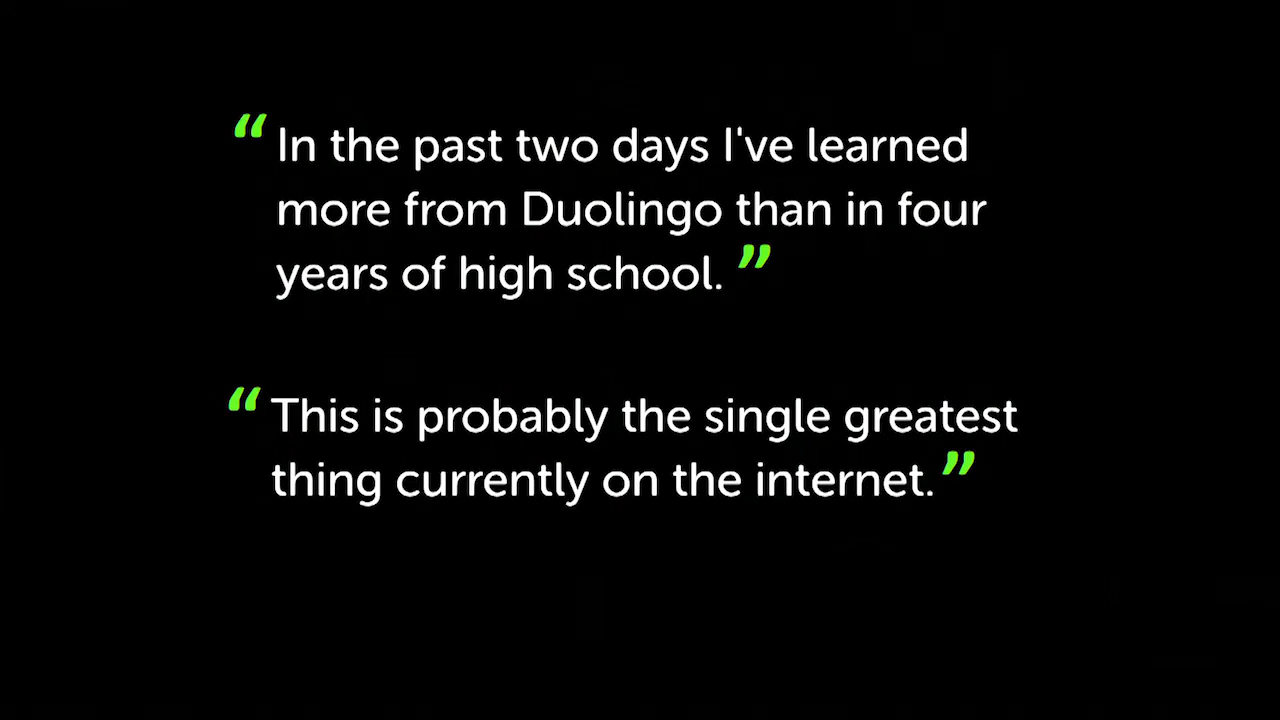 “In the past two days I've learned
more from Duolingo than in four
years of high school.”
“This is probably the single greatest
thing currently on the internet.”